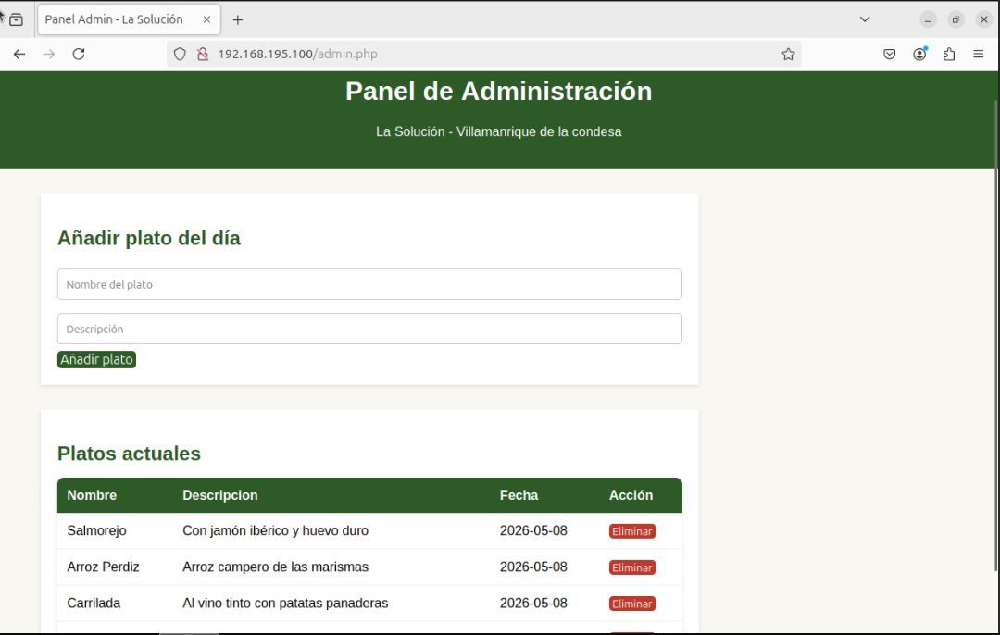 Panel Admin - La Solución
192.168.195.100/admin.php
Panel de Administración
La Solución - Villamanrique de la condesa
Añadir plato del día
Nombre del plato
Descripción
Añadir plato
Platos actuales
Nombre Descripcion Fecha Acción
Salmorejo Con jamón ibérico y huevo duro 2026-05-08 Eliminar
Arroz Perdiz Arroz campero de las marismas 2026-05-08 Eliminar
Carrilada Al vino tinto con patatas panaderas 2026-05-08 Eliminar